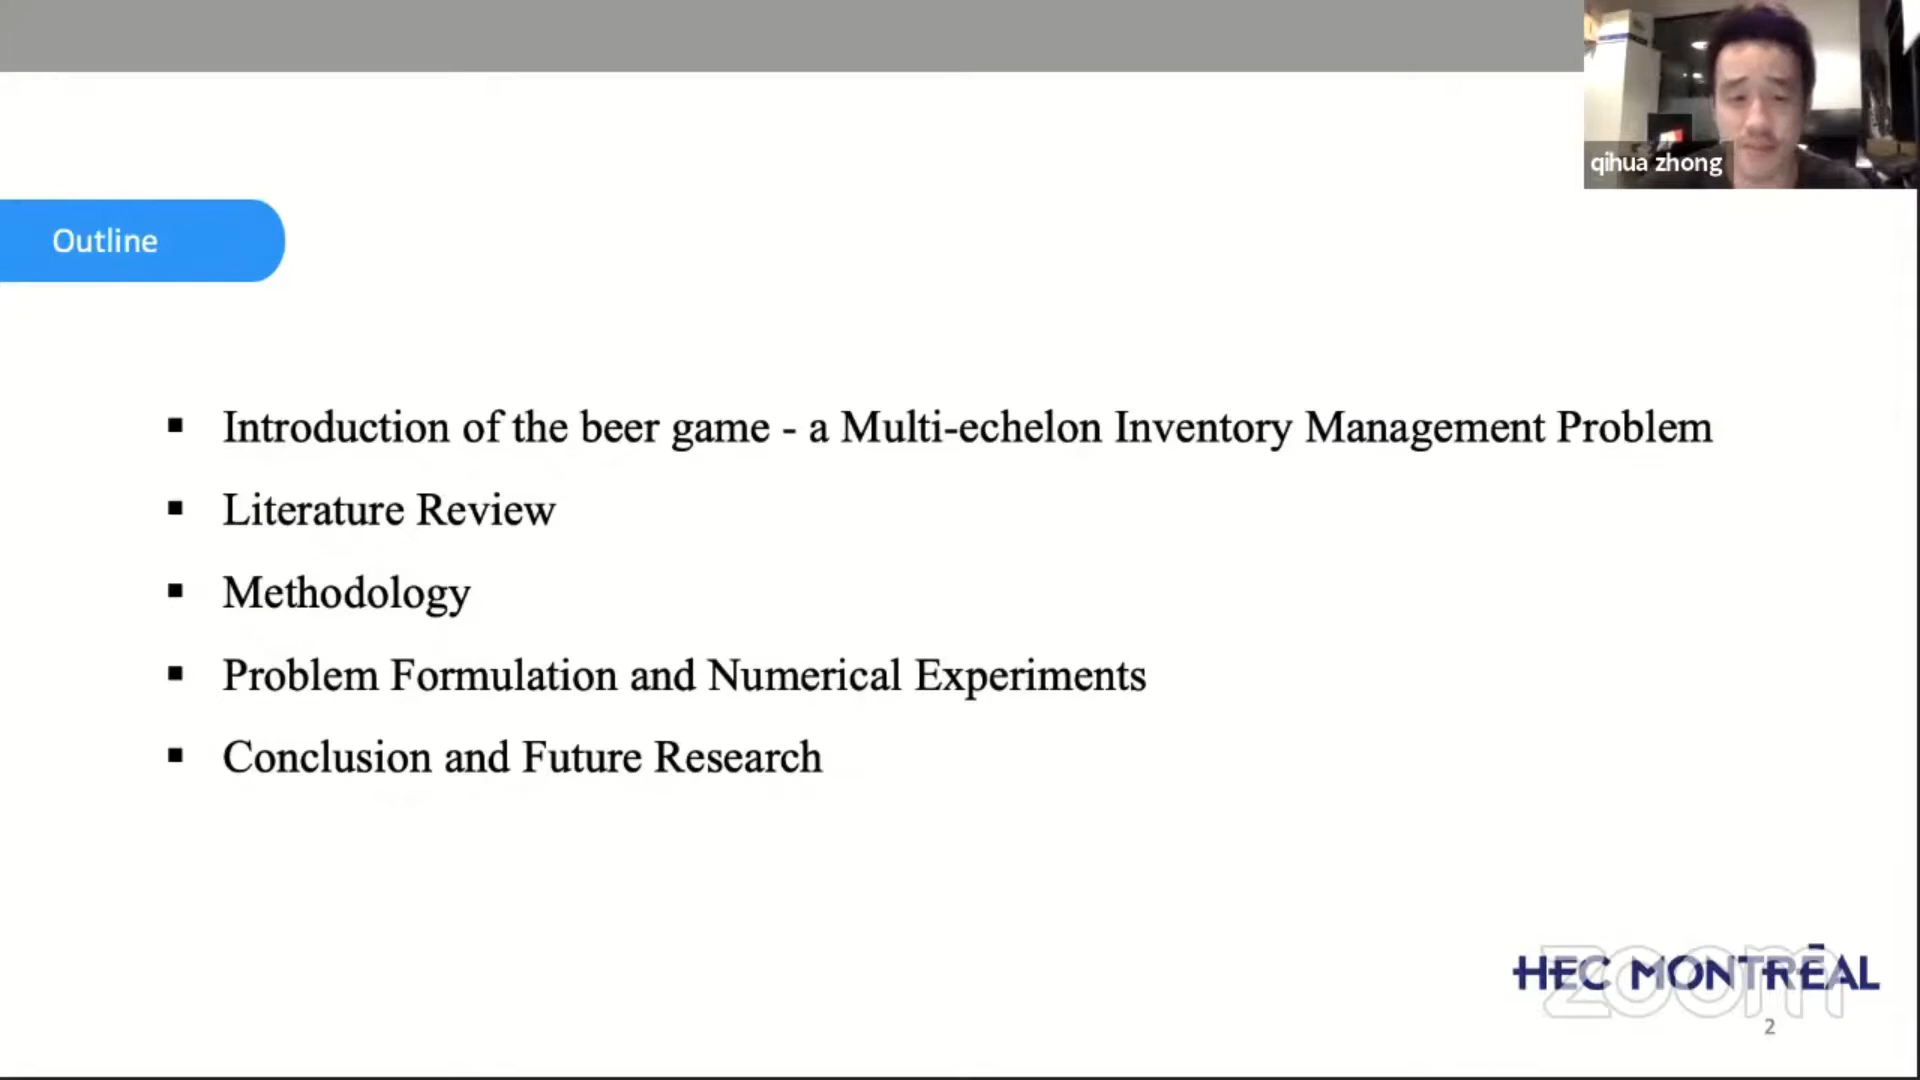 qihua zhong
Outline
▪ Introduction of the beer game - a Multi-echelon Inventory Management Problem
▪ Literature Review
▪ Methodology
▪ Problem Formulation and Numerical Experiments
▪ Conclusion and Future Research
HEC MONTRÉAL
zoom
2